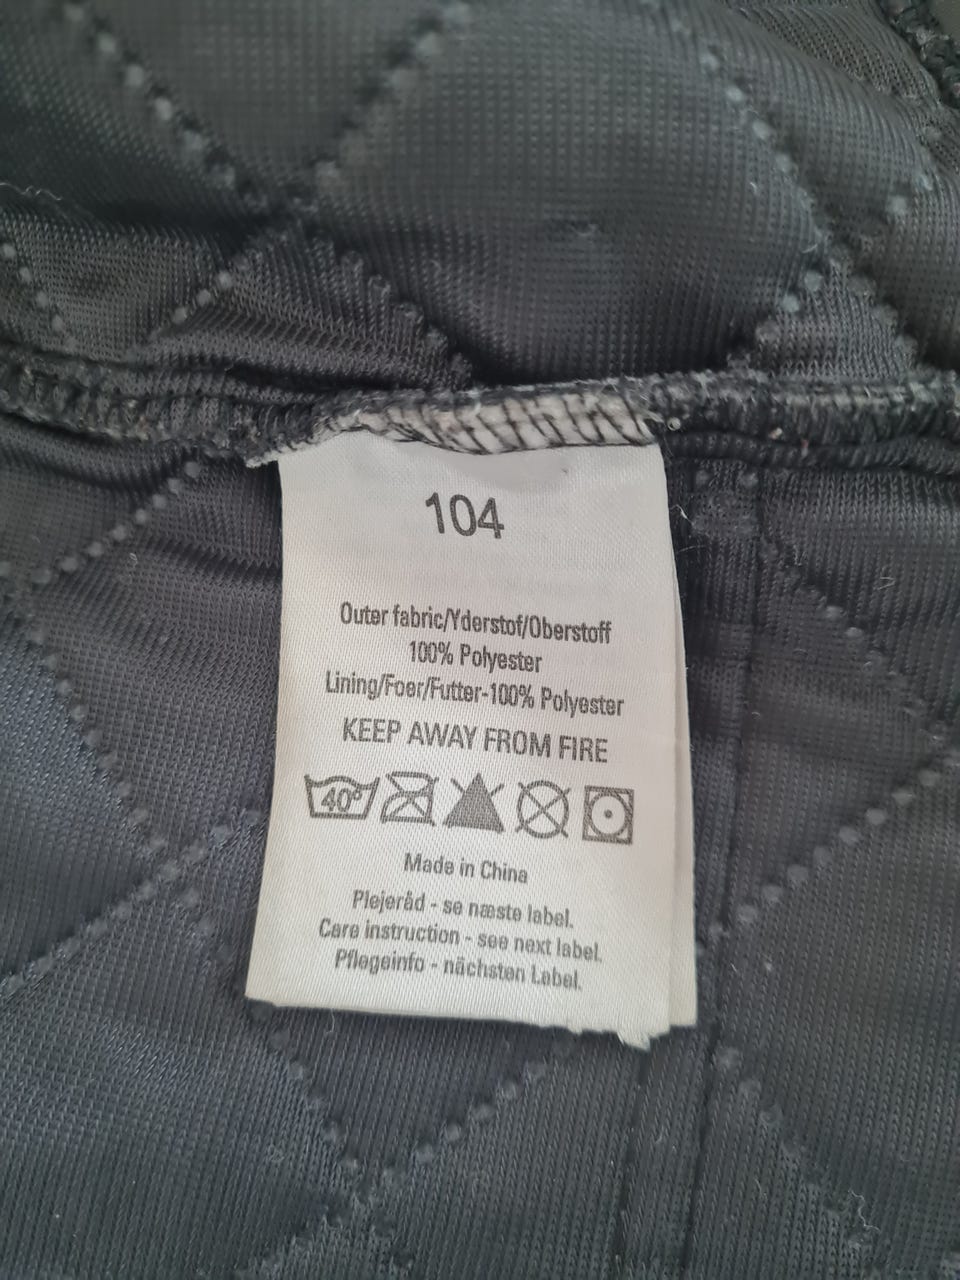 104
Outer fabric/Yderstof/Oberstoff
100% Polyester
Lining/Foer/Futter-100% Polyester
KEEP AWAY FROM FIRE
40°
Made in China
Plejeråd - se næste label.
Care instruction - see next label.
Pflegeinfo - nächsten Label.